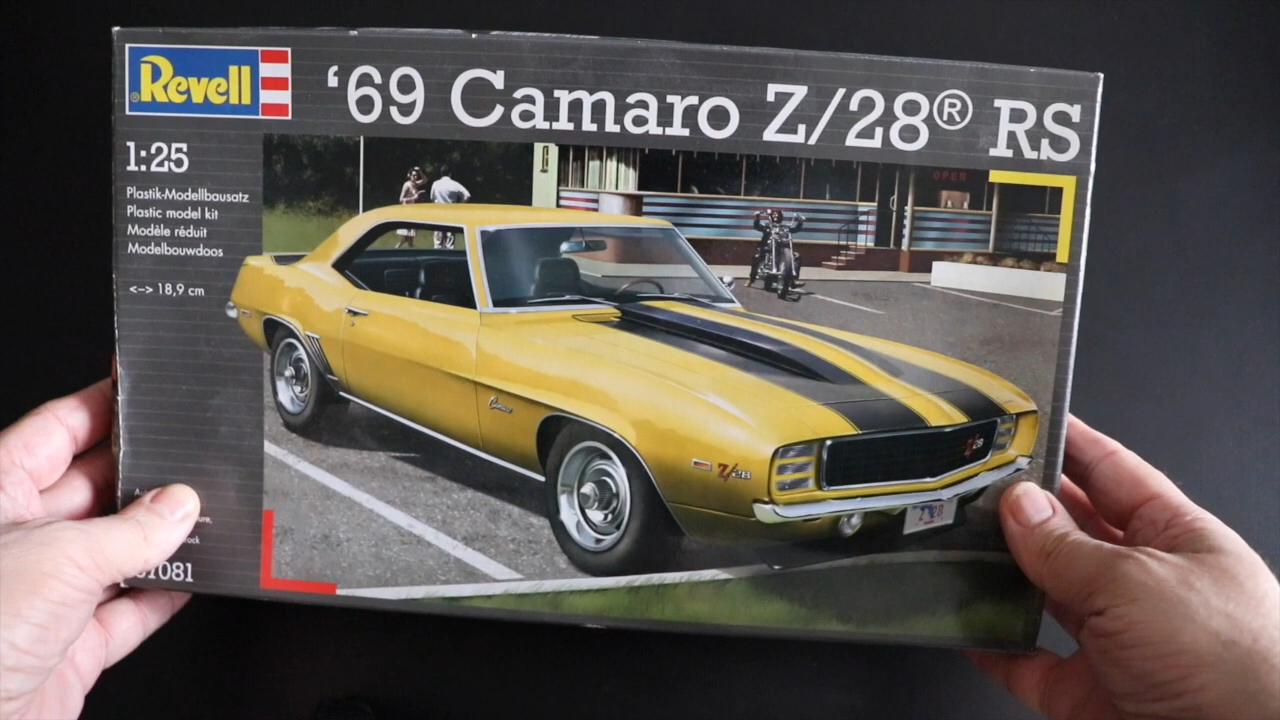 Revell
'69 Camaro Z/28® RS
1:25
Plastik-Modellbausatz
Plastic model kit
Modèle réduit
Modelbouwdoos
<-> 18,9 cm
OPEN
Camaro
Z/28
Z/28
Z 28
07081